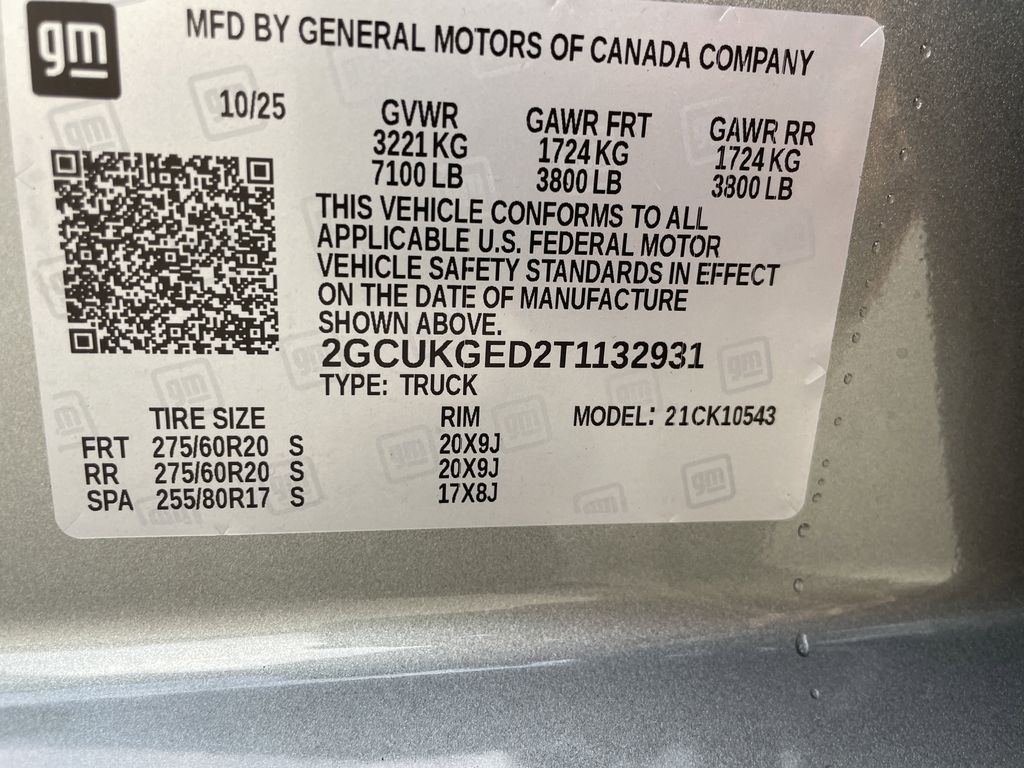 gm
MFD BY GENERAL MOTORS OF CANADA COMPANY
10/25
GVWR GAWR FRT GAWR RR
3221 KG 1724 KG 1724 KG
7100 LB 3800 LB 3800 LB
THIS VEHICLE CONFORMS TO ALL
APPLICABLE U.S. FEDERAL MOTOR
VEHICLE SAFETY STANDARDS IN EFFECT
ON THE DATE OF MANUFACTURE
SHOWN ABOVE.
2GCUKGED2T1132931
TYPE: TRUCK
TIRE SIZE RIM MODEL: 21CK10543
FRT 275/60R20 S 20X9J
RR 275/60R20 S 20X9J
SPA 255/80R17 S 17X8J